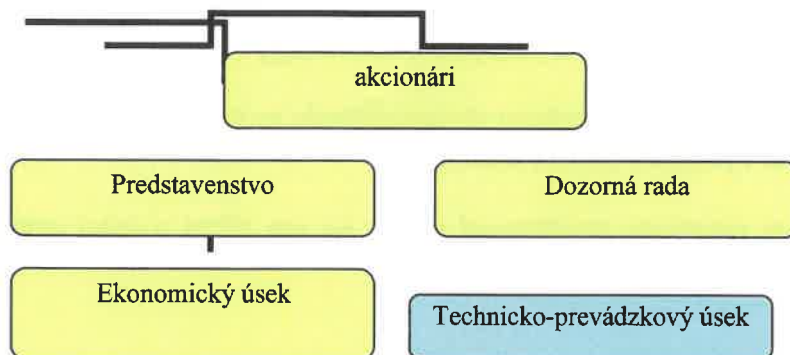 akcionári
Predstavenstvo
Dozorná rada
Ekonomický úsek
Technicko-prevádzkový úsek